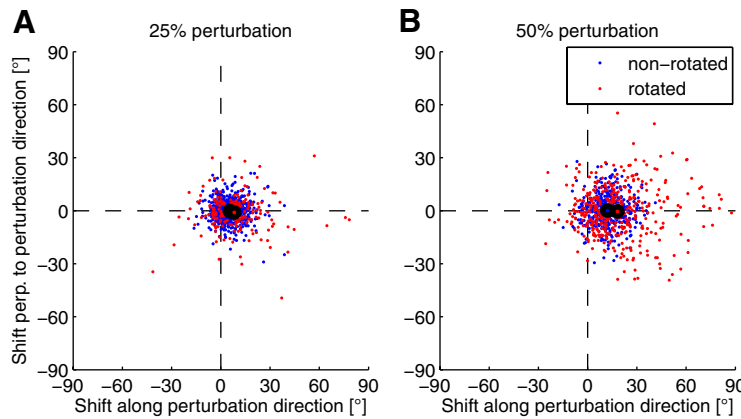 A
25% perturbation
B
50% perturbation
non-rotated
rotated
Shift perp. to perturbation direction [°]
90
60
30
0
−30
−60
−90
−90 −60 −30 0 30 60 90
Shift along perturbation direction [°]
90
60
30
0
−30
−60
−90
−90 −60 −30 0 30 60 90
Shift along perturbation direction [°]